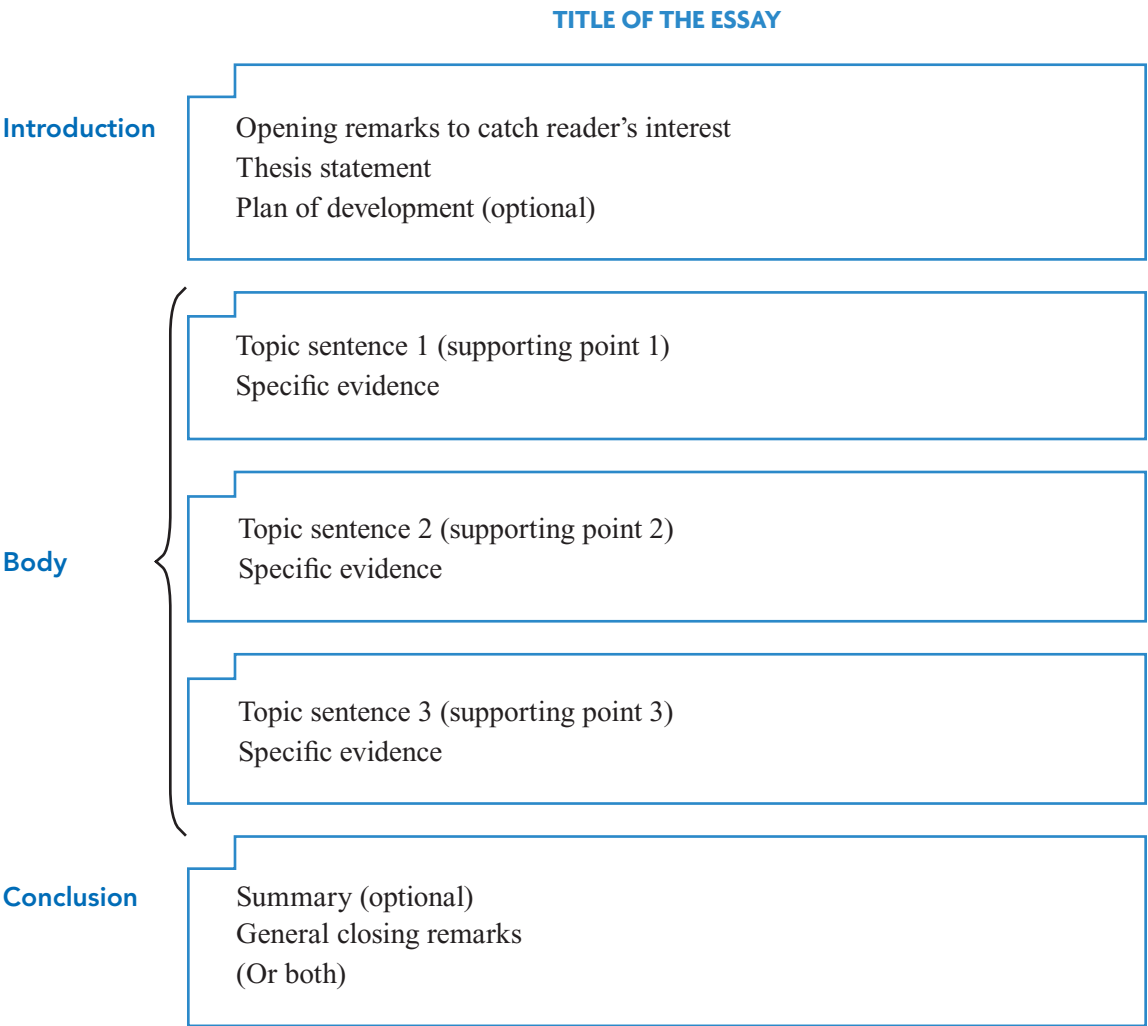 TITLE OF THE ESSAY
Introduction
Opening remarks to catch reader’s interest
Thesis statement
Plan of development (optional)
Topic sentence 1 (supporting point 1)
Specific evidence
Body
Topic sentence 2 (supporting point 2)
Specific evidence
Topic sentence 3 (supporting point 3)
Specific evidence
Conclusion
Summary (optional)
General closing remarks
(Or both)